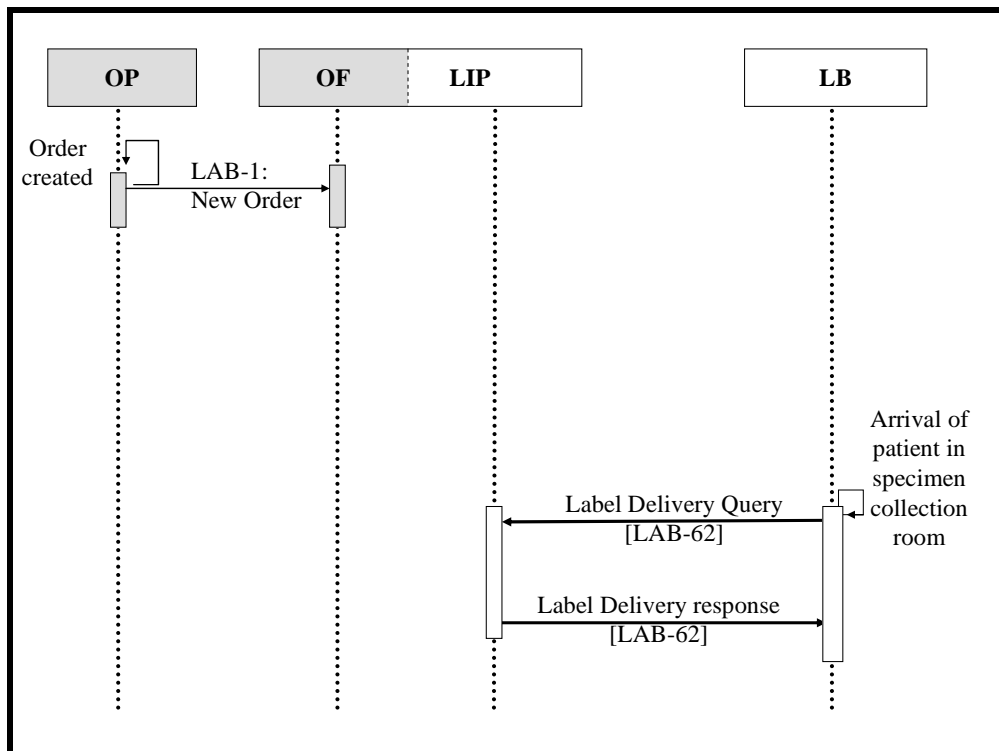 OP
OF
LIP
LB
Order
created
LAB-1:
New Order
Arrival of
patient in
specimen
collection
room
Label Delivery Query
[LAB-62]
Label Delivery response
[LAB-62]